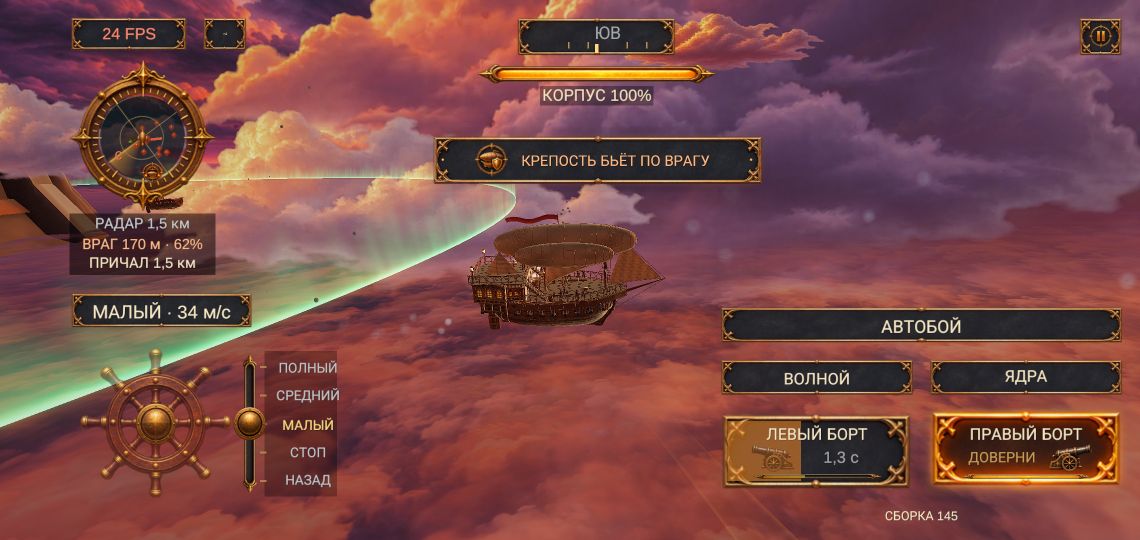 24 FPS
ЮВ
КОРПУС 100%
КРЕПОСТЬ БЬЁТ ПО ВРАГУ
РАДАР 1,5 км
ВРАГ 170 м · 62%
ПРИЧАЛ 1,5 км
МАЛЫЙ · 34 м/с
ПОЛНЫЙ
СРЕДНИЙ
МАЛЫЙ
СТОП
НАЗАД
АВТОБОЙ
ВОЛНОЙ
ЯДРА
ЛЕВЫЙ БОРТ
1,3 с
ПРАВЫЙ БОРТ
ДОВЕРНИ
СБОРКА 145